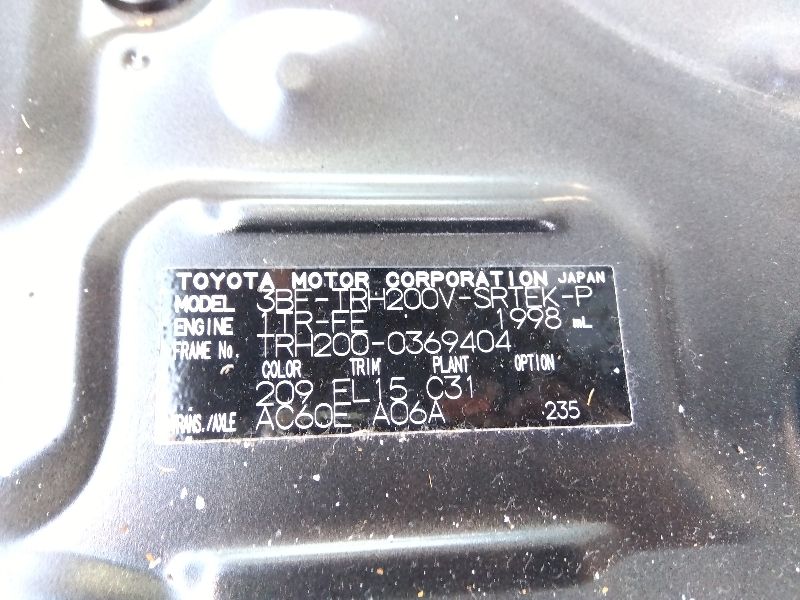 TOYOTA MOTOR CORPORATION JAPAN
MODEL 3BF-TRH200V-SRTEK-P
ENGINE 1TR-FE 1998 mL
FRAME No. TRH200-0369404
COLOR TRIM PLANT OPTION
209 FL15 C31
TRANS./AXLE AC60E A06A 235